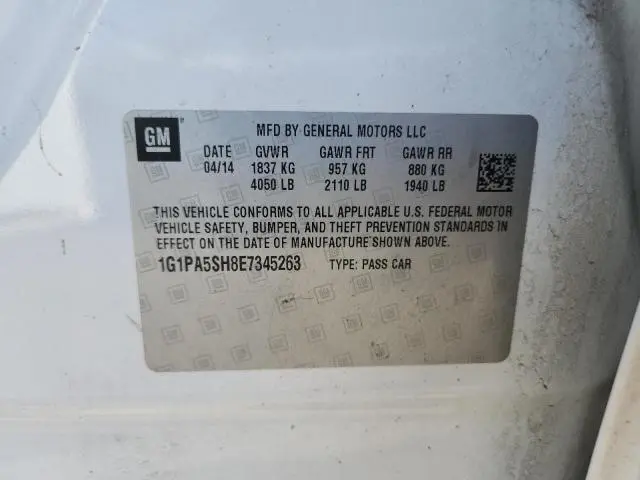 GM
MFD BY GENERAL MOTORS LLC
DATE GVWR GAWR FRT GAWR RR
04/14 1837 KG 957 KG 880 KG
4050 LB 2110 LB 1940 LB
THIS VEHICLE CONFORMS TO ALL APPLICABLE U.S. FEDERAL MOTOR
VEHICLE SAFETY, BUMPER, AND THEFT PREVENTION STANDARDS IN
EFFECT ON THE DATE OF MANUFACTURE SHOWN ABOVE.
1G1PA5SH8E7345263 TYPE: PASS CAR